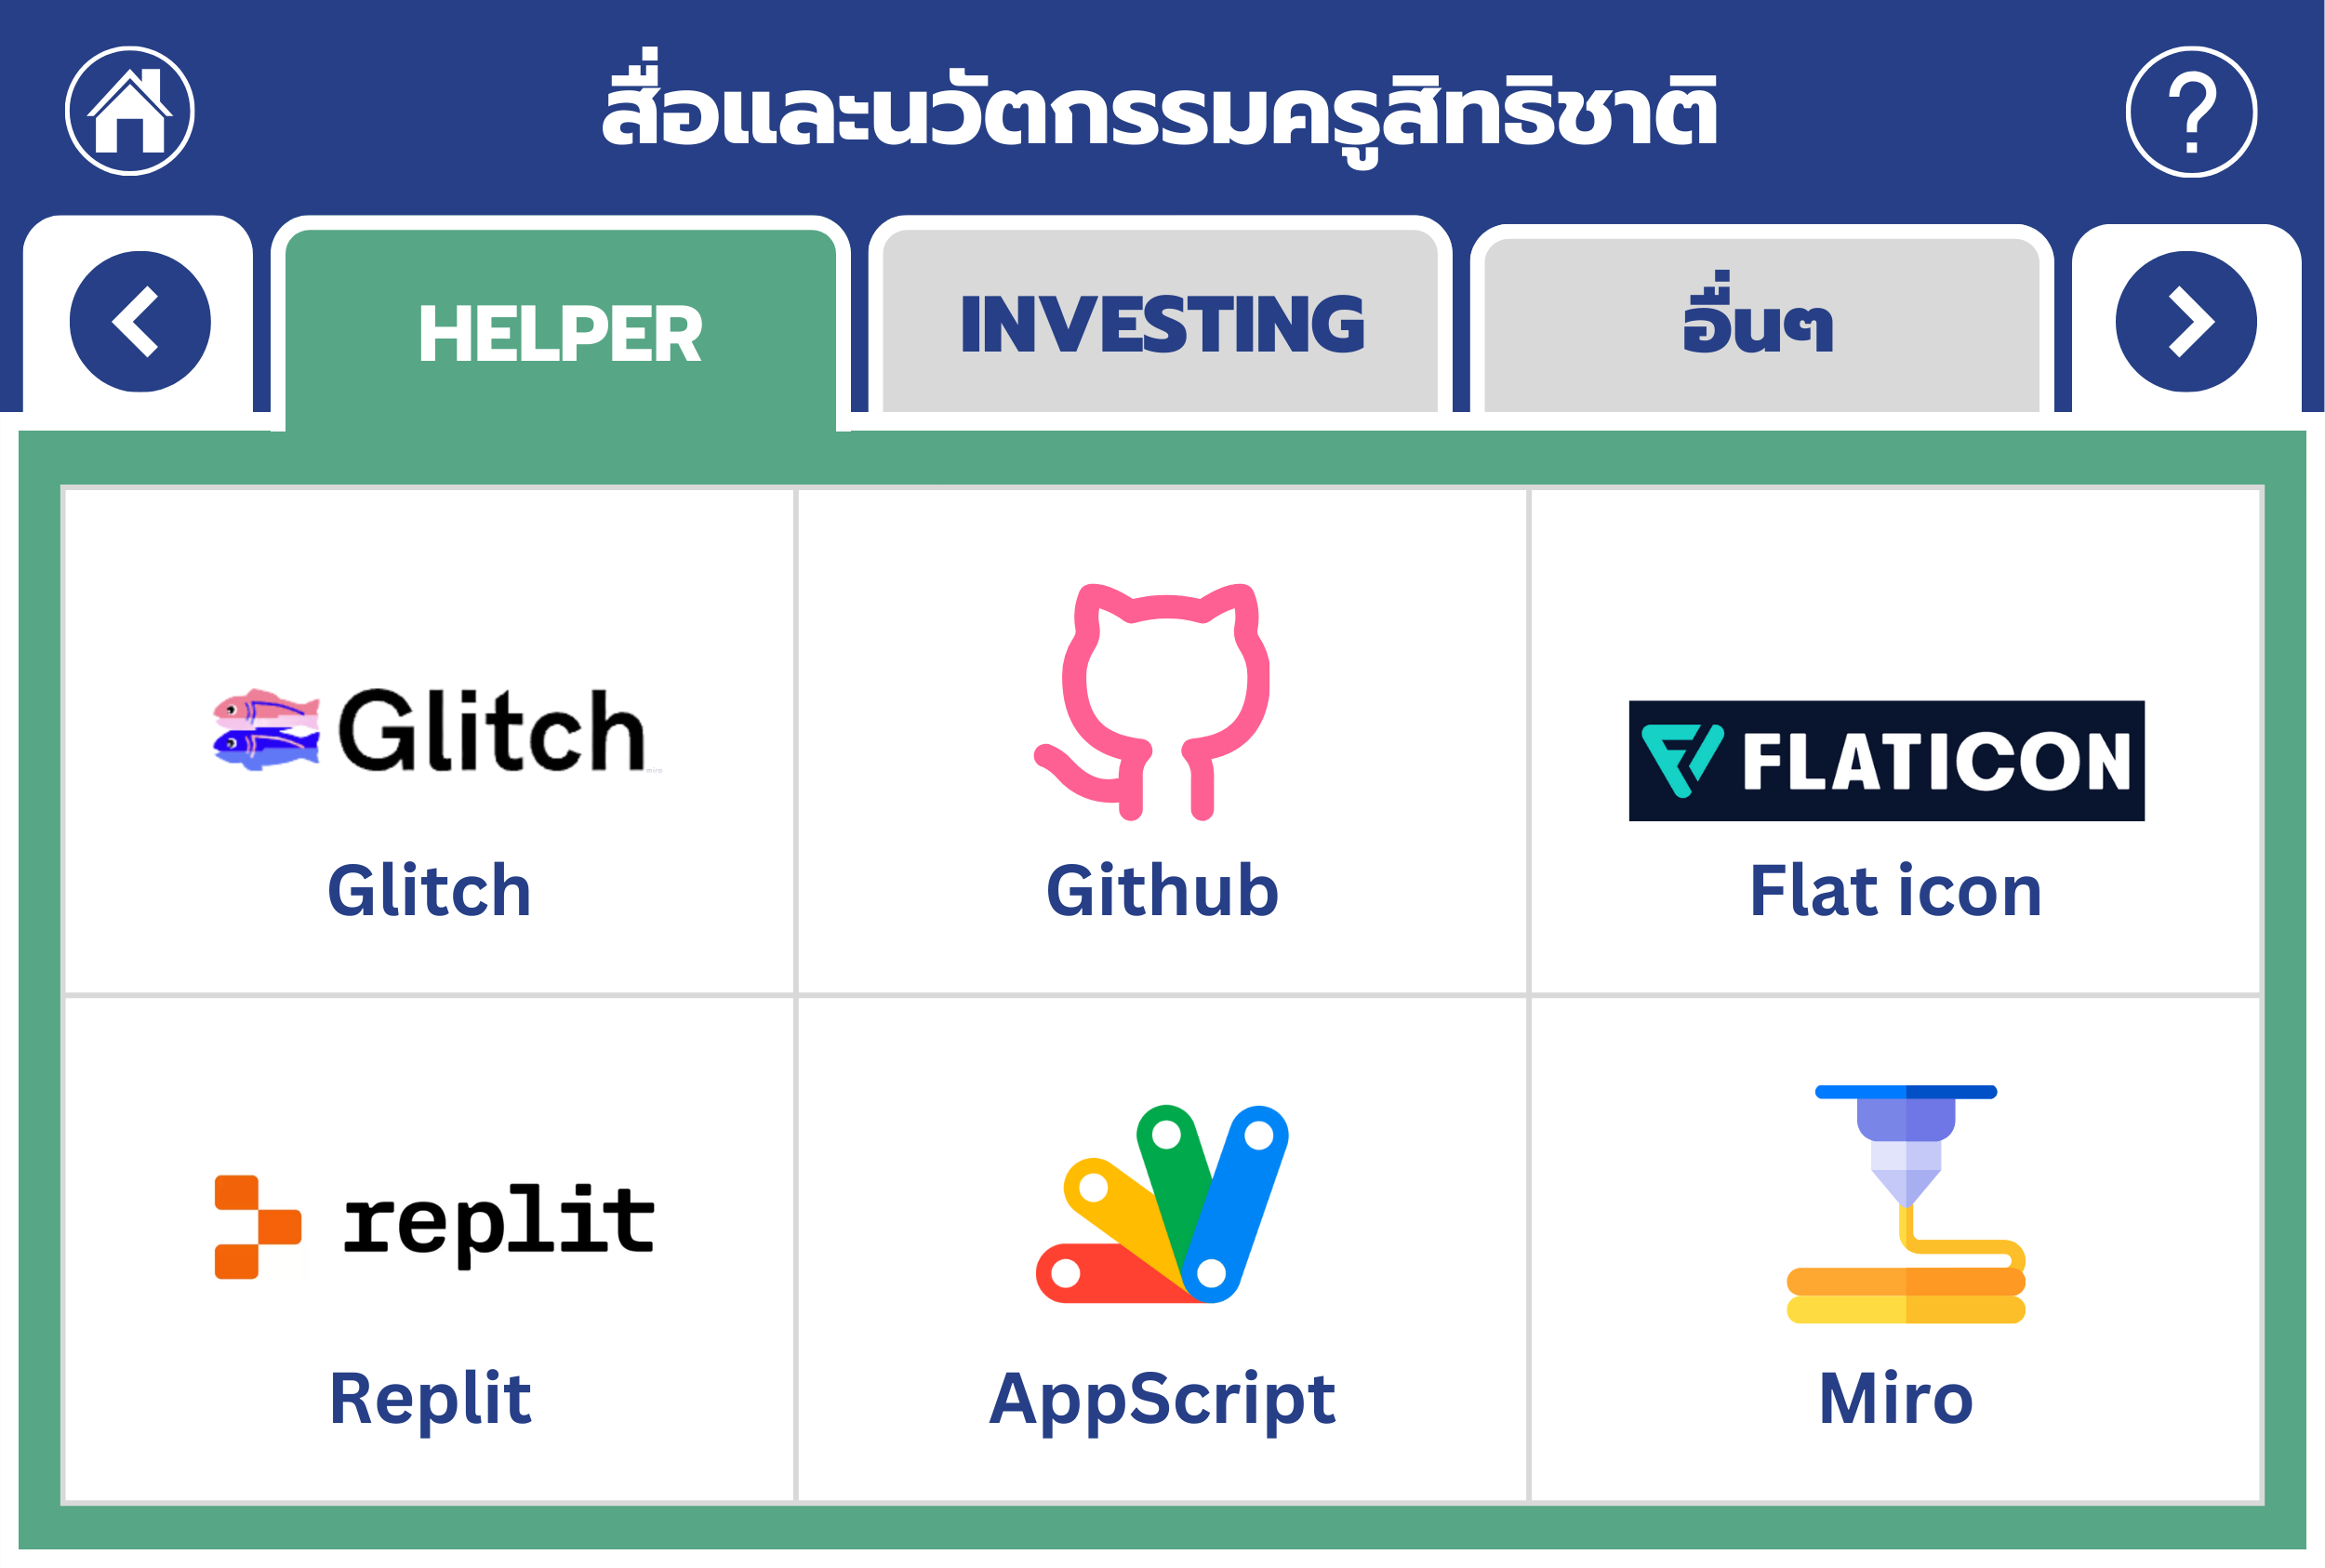 สื่อและนวัตกรรมครูสิทธิชาติ
?
HELPER
INVESTING
อื่นๆ
Glitch
miro
Glitch
Github
FLATICON
Flat icon
replit
Replit
AppScript
Miro